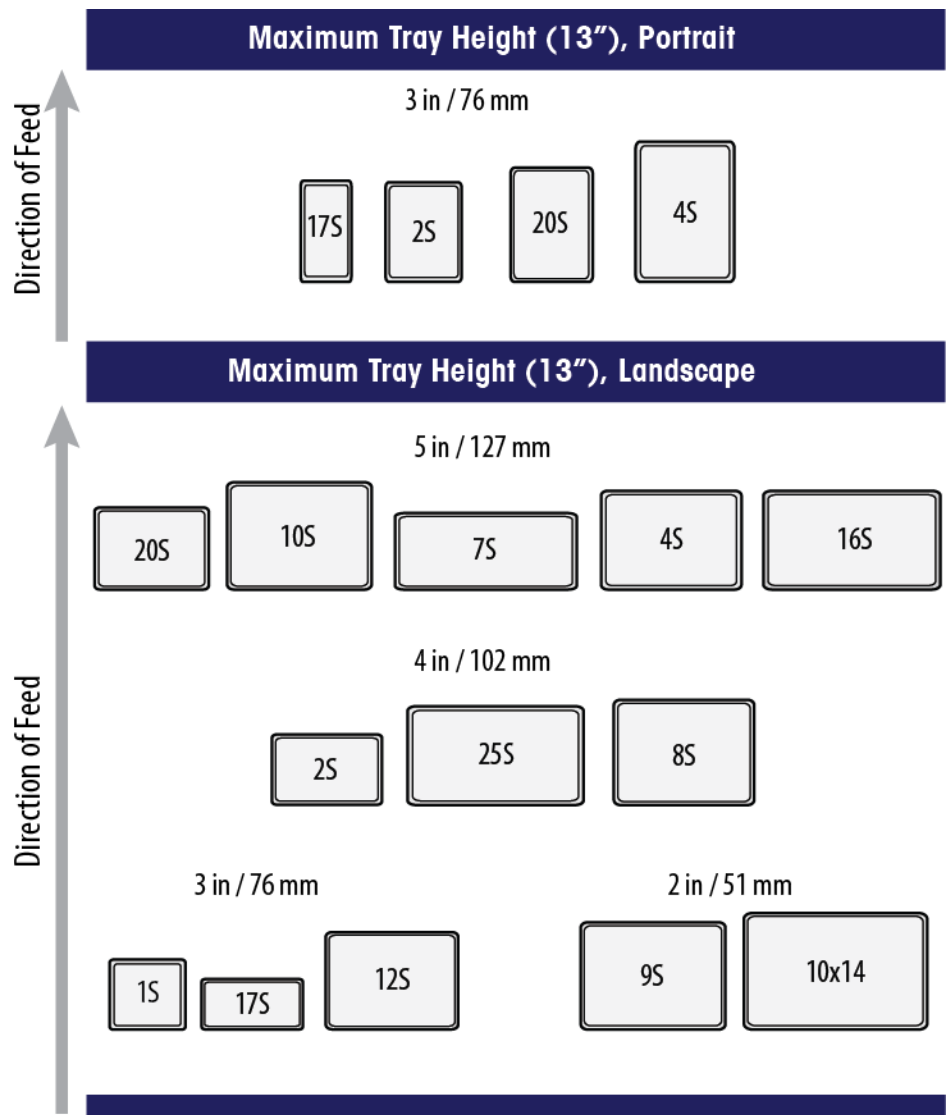 Maximum Tray Height (13″), Portrait
Direction of Feed
3 in / 76 mm
17S
2S
20S
4S
Maximum Tray Height (13″), Landscape
Direction of Feed
5 in / 127 mm
20S
10S
7S
4S
16S
4 in / 102 mm
2S
25S
8S
3 in / 76 mm
2 in / 51 mm
1S
17S
12S
9S
10x14